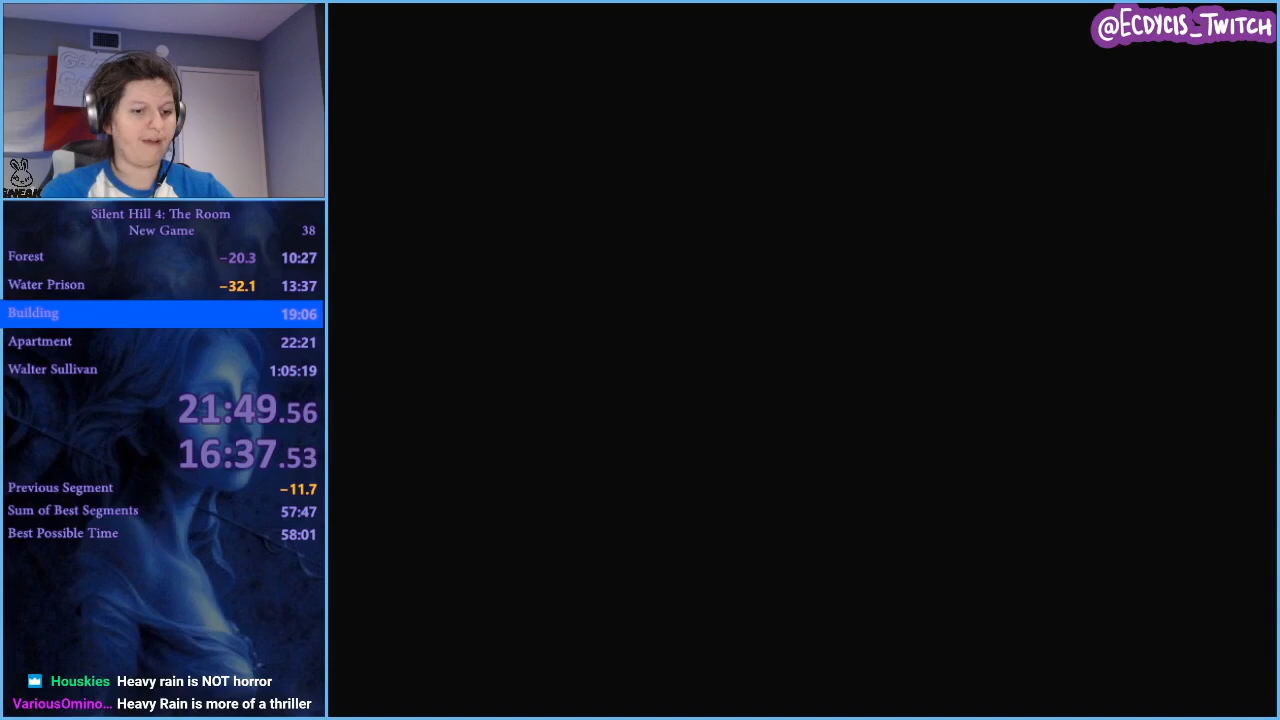 @ECDYCIS_TWITCH
Silent Hill 4: The Room
New Game 38
Forest −20.3 10:27
Water Prison −32.1 13:37
Building 19:06
Apartment 22:21
Walter Sullivan 1:05:19
21:49.56
16:37.53
Previous Segment −11.7
Sum of Best Segments 57:47
Best Possible Time 58:01
Houskies Heavy rain is NOT horror
VariousOmino... Heavy Rain is more of a thriller